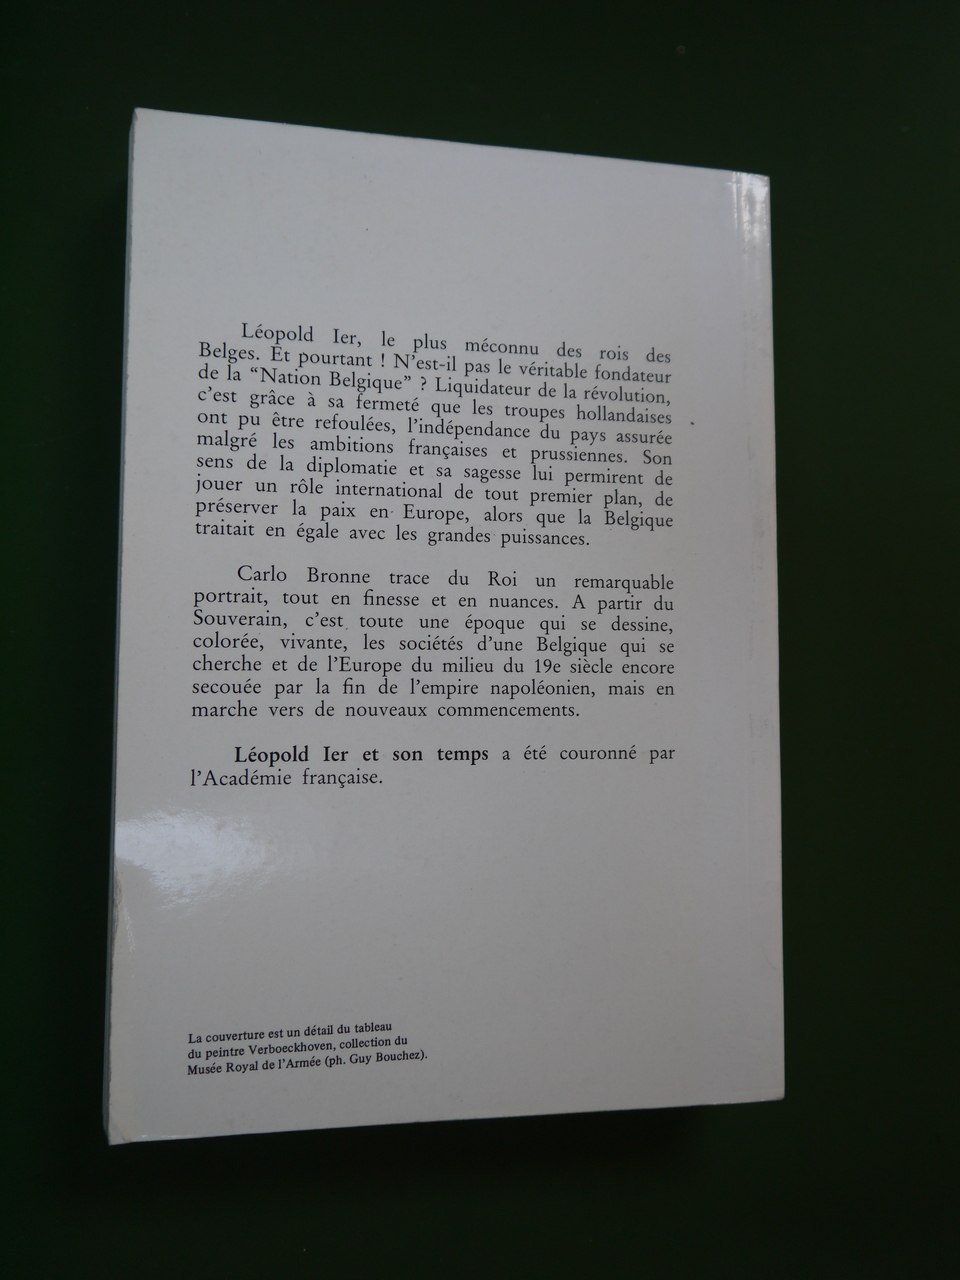 Léopold Ier, le plus méconnu des rois des
Belges. Et pourtant ! N'est-il pas le véritable fondateur
de la "Nation Belgique" ? Liquidateur de la révolution,
c'est grâce à sa fermeté que les troupes hollandaises
ont pu être refoulées, l'indépendance du pays assurée
malgré les ambitions françaises et prussiennes. Son
sens de la diplomatie et sa sagesse lui permirent de
jouer un rôle international de tout premier plan, de
préserver la paix en Europe, alors que la Belgique
traitait en égale avec les grandes puissances.
Carlo Bronne trace du Roi un remarquable
portrait, tout en finesse et en nuances. A partir du
Souverain, c'est toute une époque qui se dessine,
colorée, vivante, les sociétés d'une Belgique qui se
cherche et de l'Europe du milieu du 19e siècle encore
secouée par la fin de l'empire napoléonien, mais en
marche vers de nouveaux commencements.
Léopold Ier et son temps a été couronné par
l'Académie française.
La couverture est un détail du tableau
du peintre Verboeckhoven, collection du
Musée Royal de l'Armée (ph. Guy Bouchez).